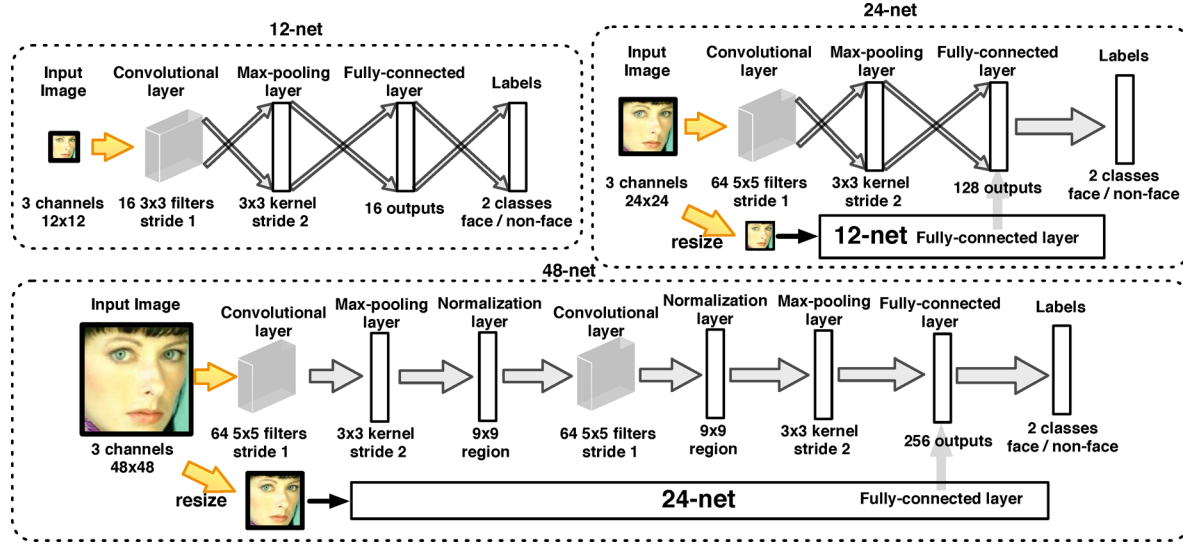 12-net
Input
Image
Convolutional
layer
Max-pooling
layer
Fully-connected
layer
Labels
3 channels
12x12
16 3x3 filters
stride 1
3x3 kernel
stride 2
16 outputs
2 classes
face / non-face
24-net
Input
Image
Convolutional
layer
Max-pooling
layer
Fully-connected
layer
Labels
3 channels
24x24
64 5x5 filters
stride 1
3x3 kernel
stride 2
128 outputs
2 classes
face / non-face
resize
12-net Fully-connected layer
48-net
Input Image
Convolutional
layer
Max-pooling
layer
Normalization
layer
Convolutional
layer
Normalization
layer
Max-pooling
layer
Fully-connected
layer
Labels
3 channels
48x48
64 5x5 filters
stride 1
3x3 kernel
stride 2
9x9
region
64 5x5 filters
stride 1
9x9
region
3x3 kernel
stride 2
256 outputs
2 classes
face / non-face
resize
24-net Fully-connected layer